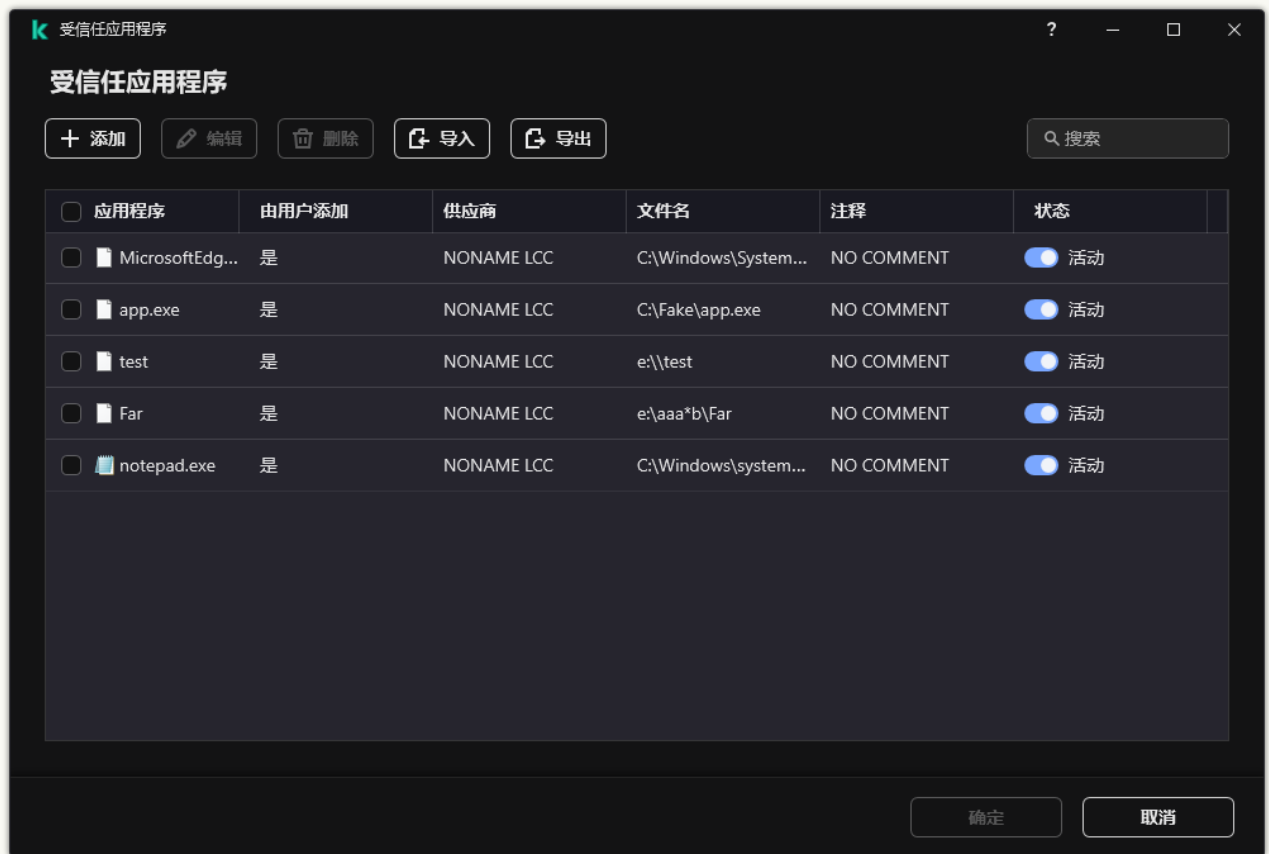 受信任应用程序
?
受信任应用程序
添加 编辑 删除 导入 导出 搜索
应用程序 由用户添加 供应商 文件名 注释 状态
MicrosoftEdg... 是 NONAME LCC C:\Windows\System... NO COMMENT 活动
app.exe 是 NONAME LCC C:\Fake\app.exe NO COMMENT 活动
test 是 NONAME LCC e:\\test NO COMMENT 活动
Far 是 NONAME LCC e:\aaa*b\Far NO COMMENT 活动
notepad.exe 是 NONAME LCC C:\Windows\system... NO COMMENT 活动
确定 取消